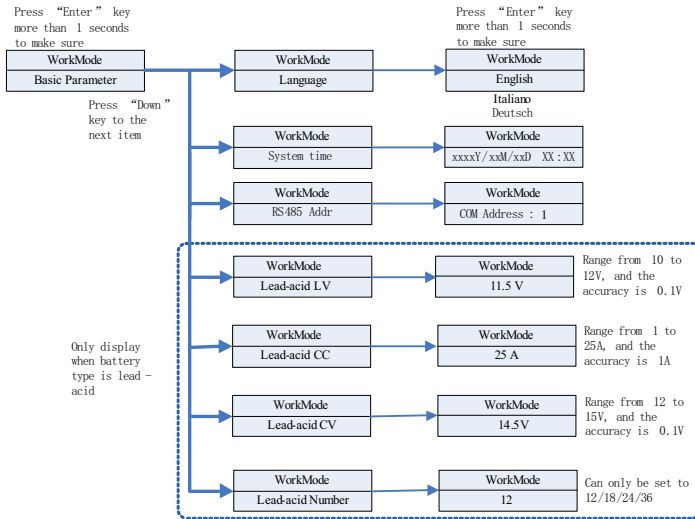 Press “Enter” key
more than 1 seconds
to make sure
WorkMode
Basic Parameter
Press “Down”
key to the
next item
WorkMode
Language
Press “Enter” key
more than 1 seconds
to make sure
WorkMode
English
Italiano
Deutsch
WorkMode
System time
WorkMode
xxxxY/xxM/xxD XX:XX
WorkMode
RS485 Addr
WorkMode
COM Address : 1
Only display
when battery
type is lead-
acid
WorkMode
Lead-acid LV
WorkMode
11.5 V
Range from 10 to
12V, and the
accuracy is 0.1V
WorkMode
Lead-acid CC
WorkMode
25 A
Range from 1 to
25A, and the
accuracy is 1A
WorkMode
Lead-acid CV
WorkMode
14.5V
Range from 12 to
15V, and the
accuracy is 0.1V
WorkMode
Lead-acid Number
WorkMode
12
Can only be set to
12/18/24/36